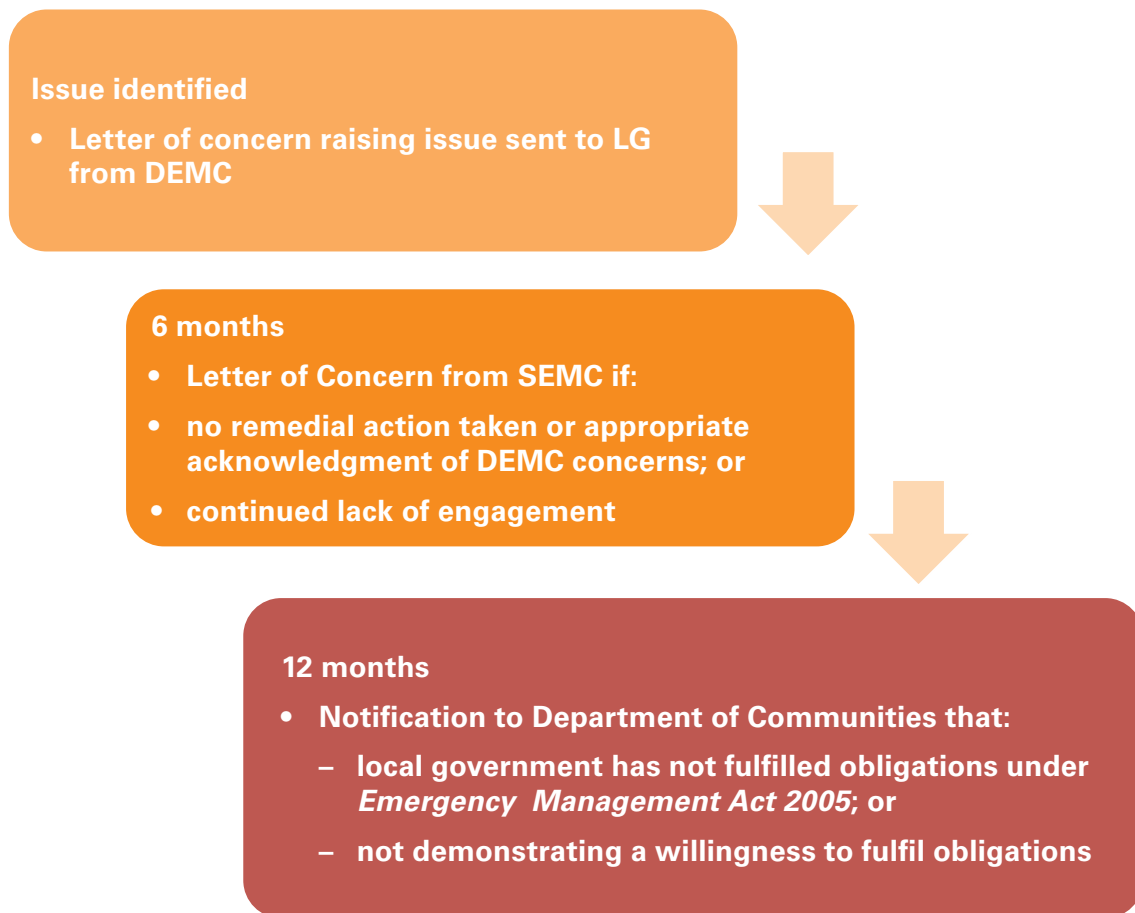 Issue identified
• Letter of concern raising issue sent to LG
from DEMC
6 months
• Letter of Concern from SEMC if:
• no remedial action taken or appropriate
acknowledgment of DEMC concerns; or
• continued lack of engagement
12 months
• Notification to Department of Communities that:
– local government has not fulfilled obligations under
Emergency Management Act 2005; or
– not demonstrating a willingness to fulfil obligations